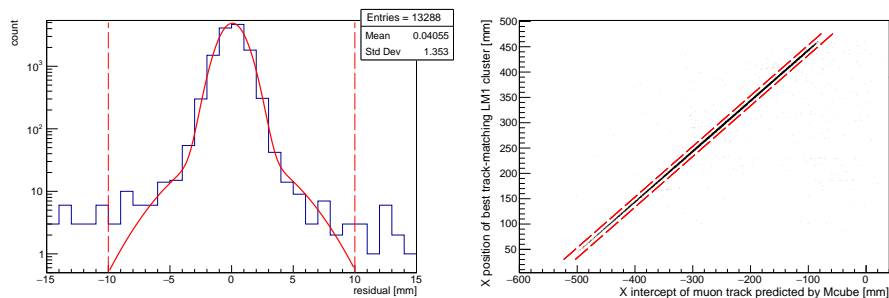 count
Entries = 13288
Mean 0.04055
Std Dev 1.353
10³
10²
10
1
−15 −10 −5 0 5 10 15
residual [mm]
X position of best track-matching LM1 cluster [mm]
500
450
400
350
300
250
200
150
100
50
−600 −500 −400 −300 −200 −100 0
X intercept of muon track predicted by Mcube [mm]